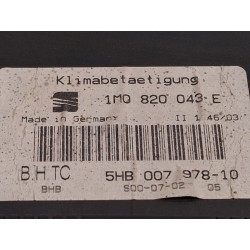 Klimabetaetigung
1M0 820 043 E
Made in Germany II 1 46/03
B.H.TC 5HB 007 978-10
BHB S00-07-02 05